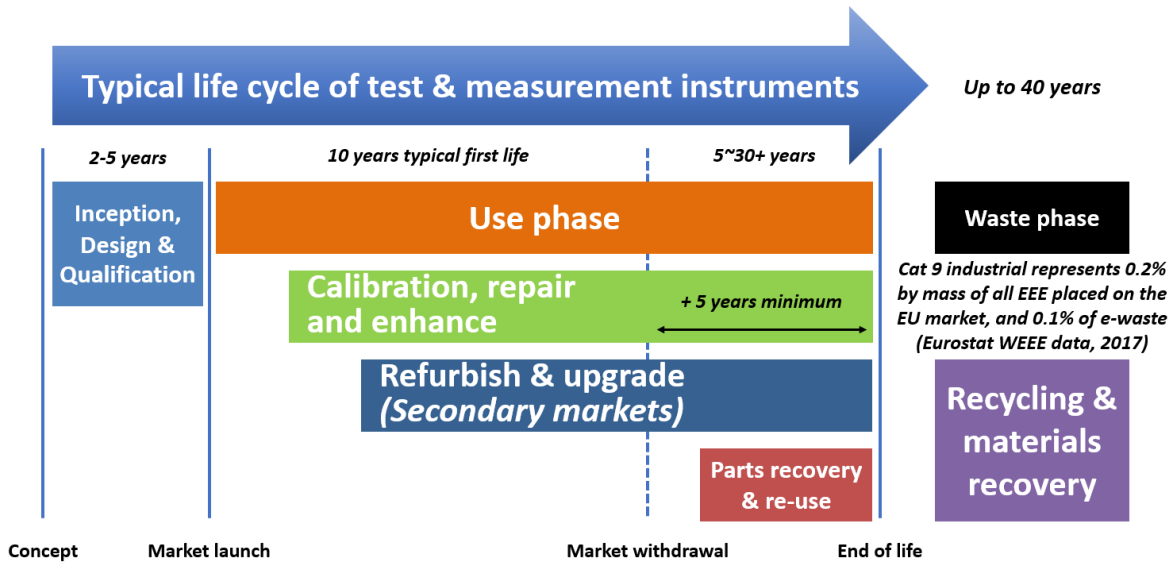 Typical life cycle of test & measurement instruments
Up to 40 years
2-5 years
10 years typical first life
5~30+ years
Inception,
Design &
Qualification
Use phase
Waste phase
Calibration, repair
and enhance
+ 5 years minimum
Cat 9 industrial represents 0.2%
by mass of all EEE placed on the
EU market, and 0.1% of e-waste
(Eurostat WEEE data, 2017)
Refurbish & upgrade
(Secondary markets)
Recycling &
materials
recovery
Parts recovery
& re-use
Concept
Market launch
Market withdrawal
End of life